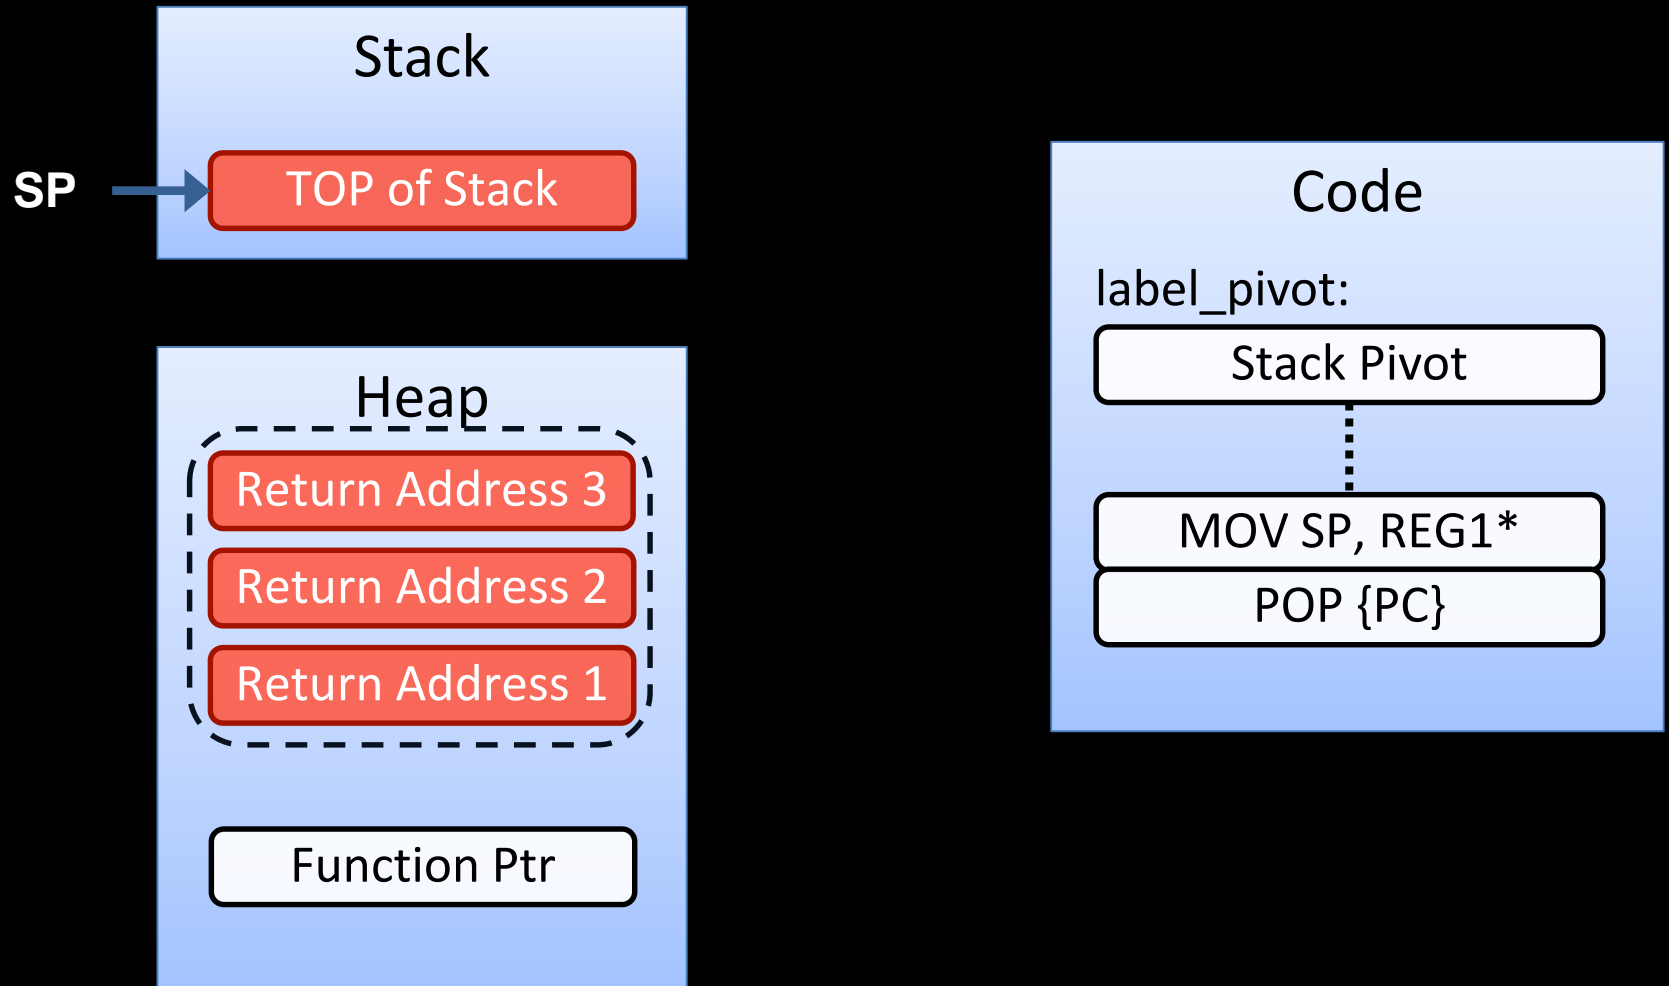 Stack
SP
TOP of Stack
Heap
Return Address 3
Return Address 2
Return Address 1
Function Ptr
Code
label_pivot:
Stack Pivot
MOV SP, REG1*
POP {PC}